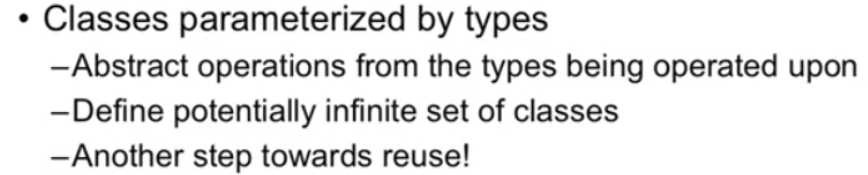 • Classes parameterized by types
–Abstract operations from the types being operated upon
–Define potentially infinite set of classes
–Another step towards reuse!